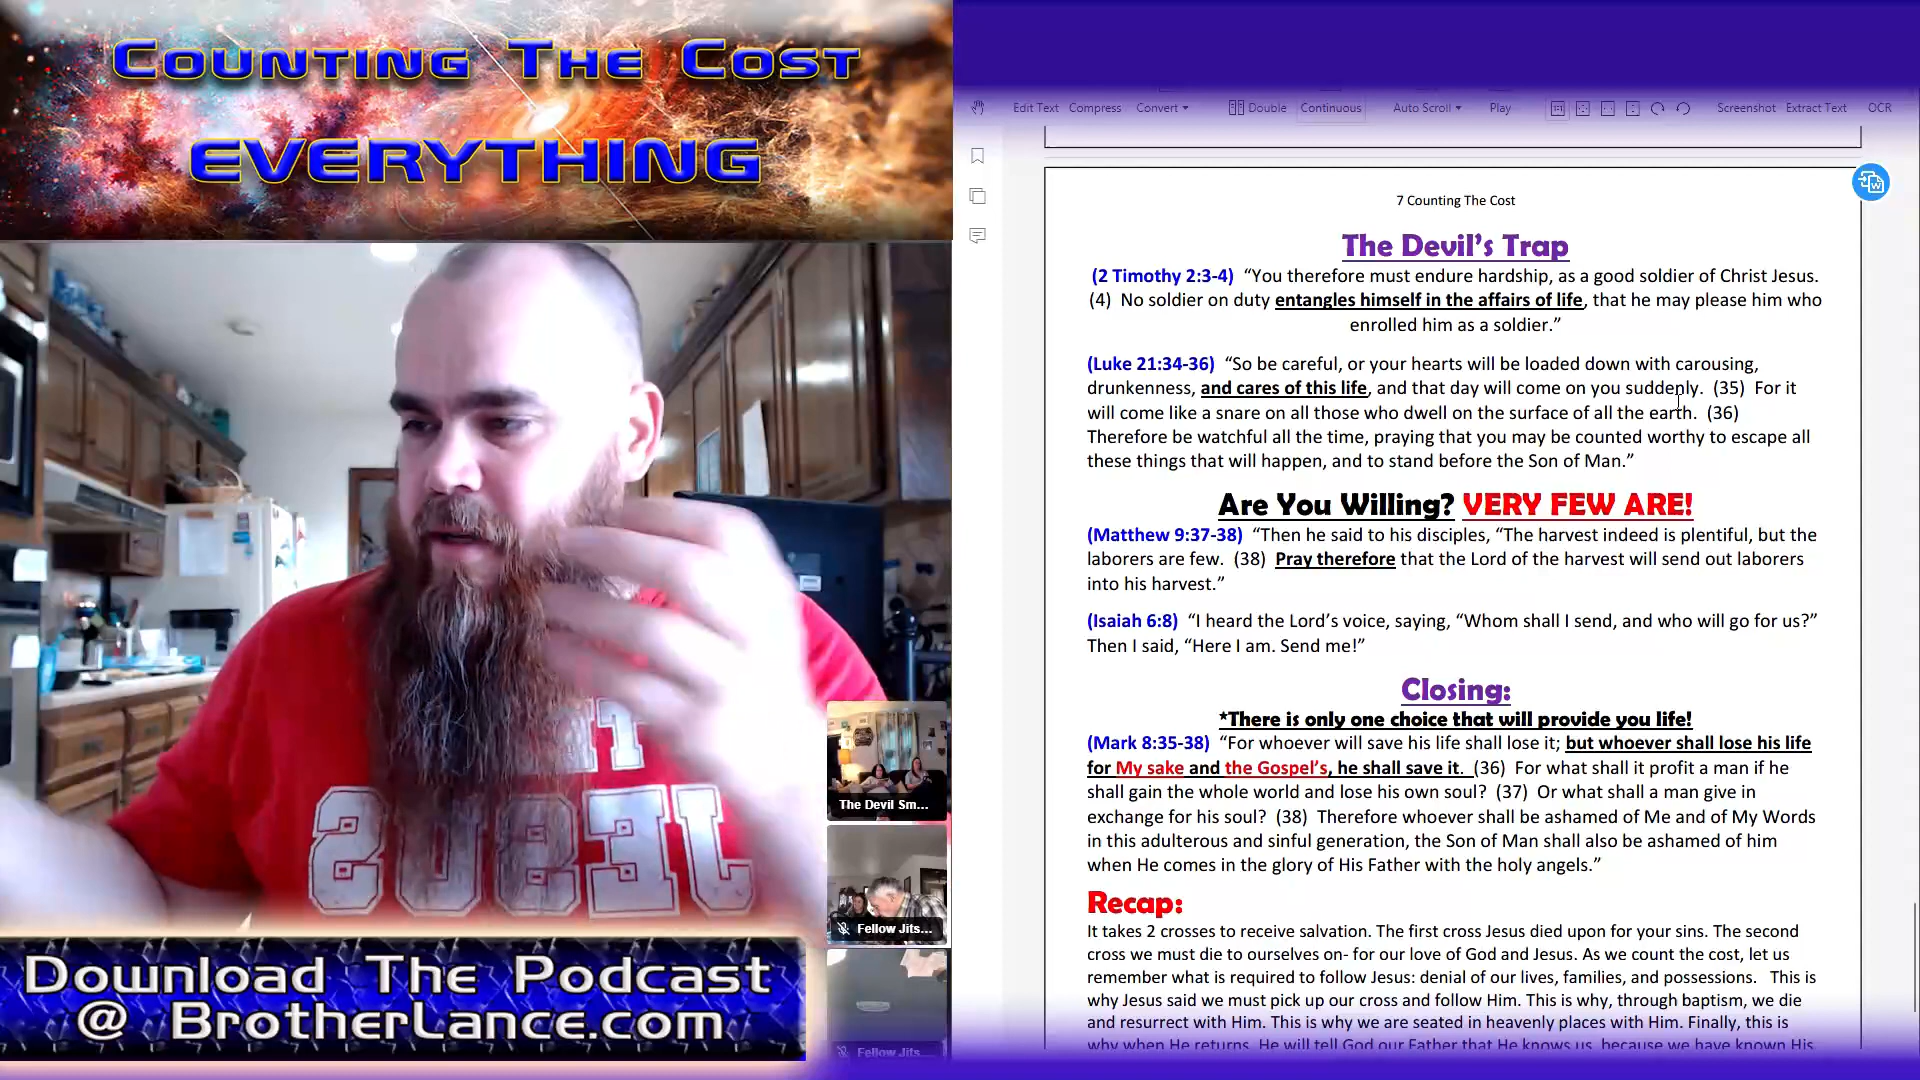 Counting The Cost
EVERYTHING
Edit Text
Compress
Convert
Double
Continuous
Auto Scroll
Play
Screenshot
Extract Text
OCR
7 Counting The Cost
The Devil's Trap
(2 Timothy 2:3-4) “You therefore must endure hardship, as a good soldier of Christ Jesus.
(4) No soldier on duty entangles himself in the affairs of life, that he may please him who
enrolled him as a soldier.”
(Luke 21:34-36) “So be careful, or your hearts will be loaded down with carousing,
drunkenness, and cares of this life, and that day will come on you suddenly. (35) For it
will come like a snare on all those who dwell on the surface of all the earth. (36)
Therefore be watchful all the time, praying that you may be counted worthy to escape all
these things that will happen, and to stand before the Son of Man.”
Are You Willing? VERY FEW ARE!
(Matthew 9:37-38) “Then he said to his disciples, “The harvest indeed is plentiful, but the
laborers are few. (38) Pray therefore that the Lord of the harvest will send out laborers
into his harvest.”
(Isaiah 6:8) “I heard the Lord’s voice, saying, “Whom shall I send, and who will go for us?”
Then I said, “Here I am. Send me!”
Closing:
*There is only one choice that will provide you life!
(Mark 8:35-38) “For whoever will save his life shall lose it; but whoever shall lose his life
for My sake and the Gospel’s, he shall save it. (36) For what shall it profit a man if he
shall gain the whole world and lose his own soul? (37) Or what shall a man give in
exchange for his soul? (38) Therefore whoever shall be ashamed of Me and of My Words
in this adulterous and sinful generation, the Son of Man shall also be ashamed of him
when He comes in the glory of His Father with the holy angels.”
Recap:
It takes 2 crosses to receive salvation. The first cross Jesus died upon for your sins. The second
cross we must die to ourselves on- for our love of God and Jesus. As we count the cost, let us
remember what is required to follow Jesus: denial of our lives, families, and possessions. This is
why Jesus said we must pick up our cross and follow Him. This is why, through baptism, we die
and resurrect with Him. This is why we are seated in heavenly places with Him. Finally, this is
why when He returns, He will tell God our Father that He knows us, because we have known His
JESUS
The Devil Sm...
Fellow Jits...
Fellow Jits...
Download The Podcast
@ BrotherLance.com